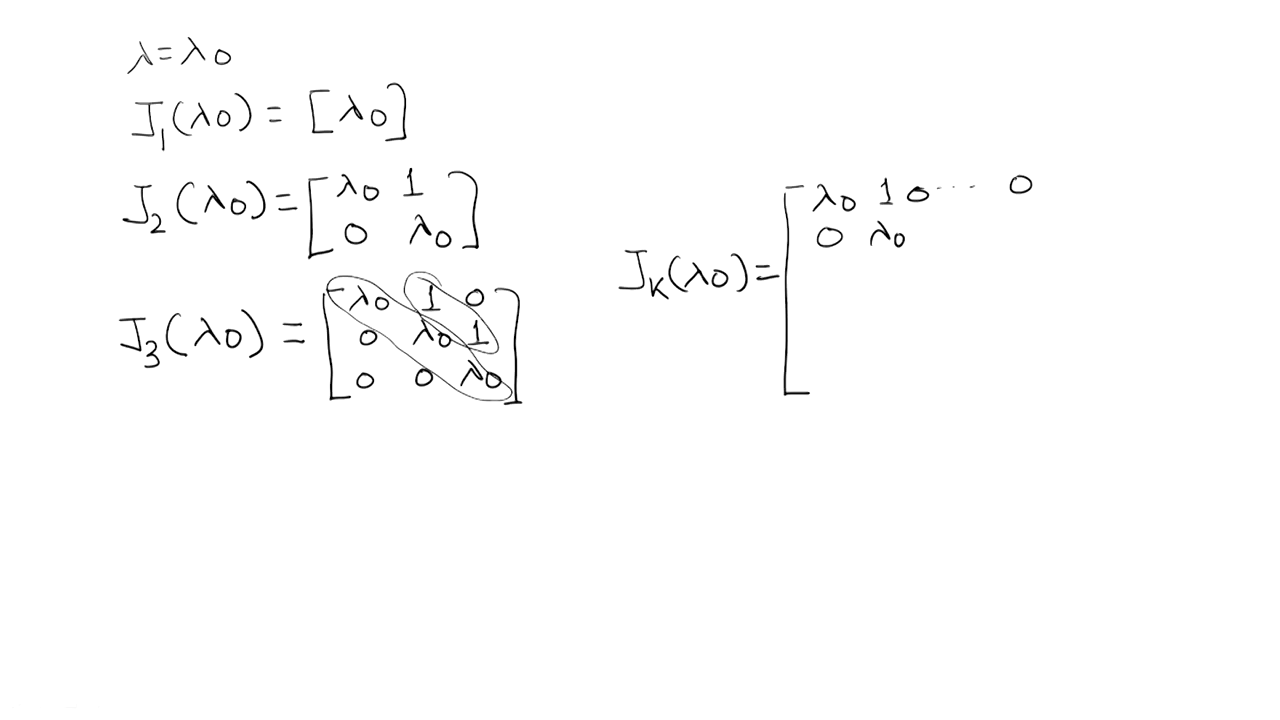 λ=λ0
J₁(λ0) = [λ0]
J₂(λ0) = [λ0 1
0 λ0]
J₃(λ0) = [λ0 1 0
0 λ0 1
0 0 λ0]
Jₖ(λ0) = [λ0 1 0 ... 0
0 λ0